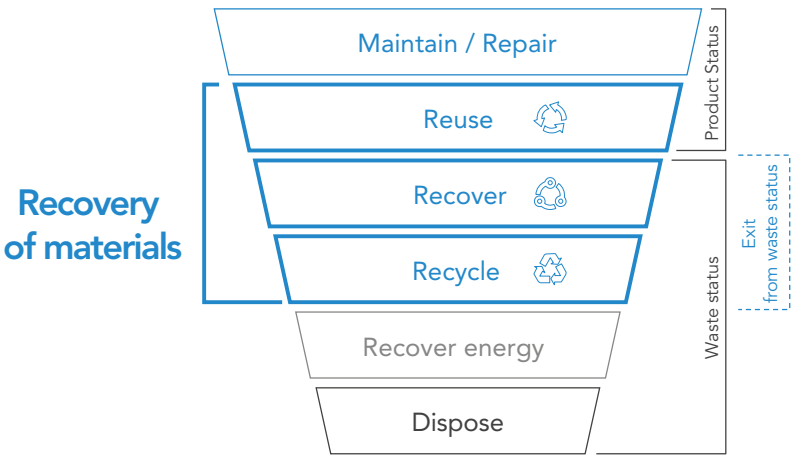 Maintain / Repair
Product Status
Reuse
Recovery
of materials
Recover
Exit
from waste status
Recycle
Waste status
Recover energy
Dispose